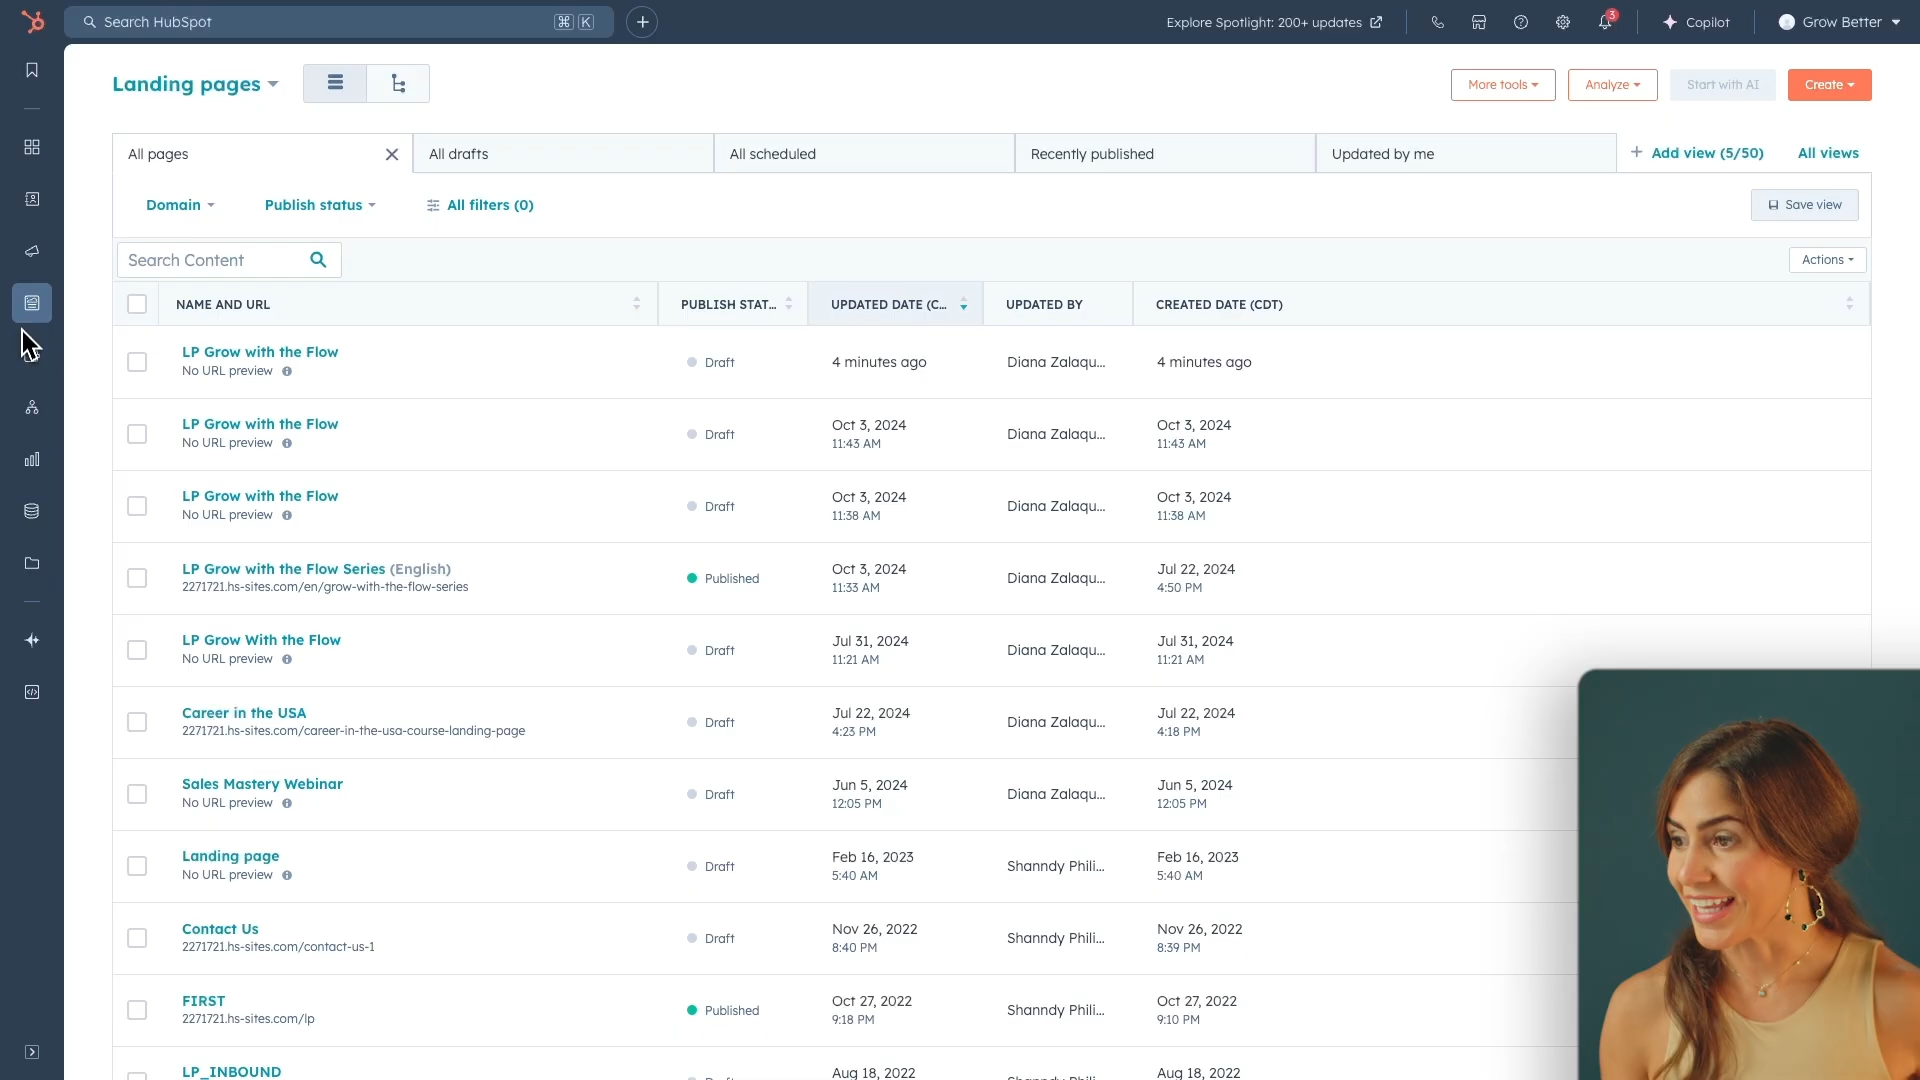 Search HubSpot
⌘ K
Explore Spotlight: 200+ updates
3
Copilot
Grow Better
Landing pages
More tools
Analyze
Start with AI
Create
All pages
All drafts
All scheduled
Recently published
Updated by me
+ Add view (5/50)
All views
Domain
Publish status
All filters (0)
Save view
Search Content
Actions
NAME AND URL
PUBLISH STAT...
UPDATED DATE (C...
UPDATED BY
CREATED DATE (CDT)
LP Grow with the Flow
No URL preview
Draft
4 minutes ago
Diana Zalaqu...
4 minutes ago
LP Grow with the Flow
No URL preview
Draft
Oct 3, 2024
11:43 AM
Diana Zalaqu...
Oct 3, 2024
11:43 AM
LP Grow with the Flow
No URL preview
Draft
Oct 3, 2024
11:38 AM
Diana Zalaqu...
Oct 3, 2024
11:38 AM
LP Grow with the Flow Series (English)
2271721.hs-sites.com/en/grow-with-the-flow-series
Published
Oct 3, 2024
11:33 AM
Diana Zalaqu...
Jul 22, 2024
4:50 PM
LP Grow With the Flow
No URL preview
Draft
Jul 31, 2024
11:21 AM
Diana Zalaqu...
Jul 31, 2024
11:21 AM
Career in the USA
2271721.hs-sites.com/career-in-the-usa-course-landing-page
Draft
Jul 22, 2024
4:23 PM
Diana Zalaqu...
Jul 22, 2024
4:18 PM
Sales Mastery Webinar
No URL preview
Draft
Jun 5, 2024
12:05 PM
Diana Zalaqu...
Jun 5, 2024
12:05 PM
Landing page
No URL preview
Draft
Feb 16, 2023
5:40 AM
Shanndy Phili...
Feb 16, 2023
5:40 AM
Contact Us
2271721.hs-sites.com/contact-us-1
Draft
Nov 26, 2022
8:40 PM
Shanndy Phili...
Nov 26, 2022
8:39 PM
FIRST
2271721.hs-sites.com/lp
Published
Oct 27, 2022
9:18 PM
Shanndy Phili...
Oct 27, 2022
9:10 PM
LP_INBOUND
Aug 18, 2022
Aug 18, 2022